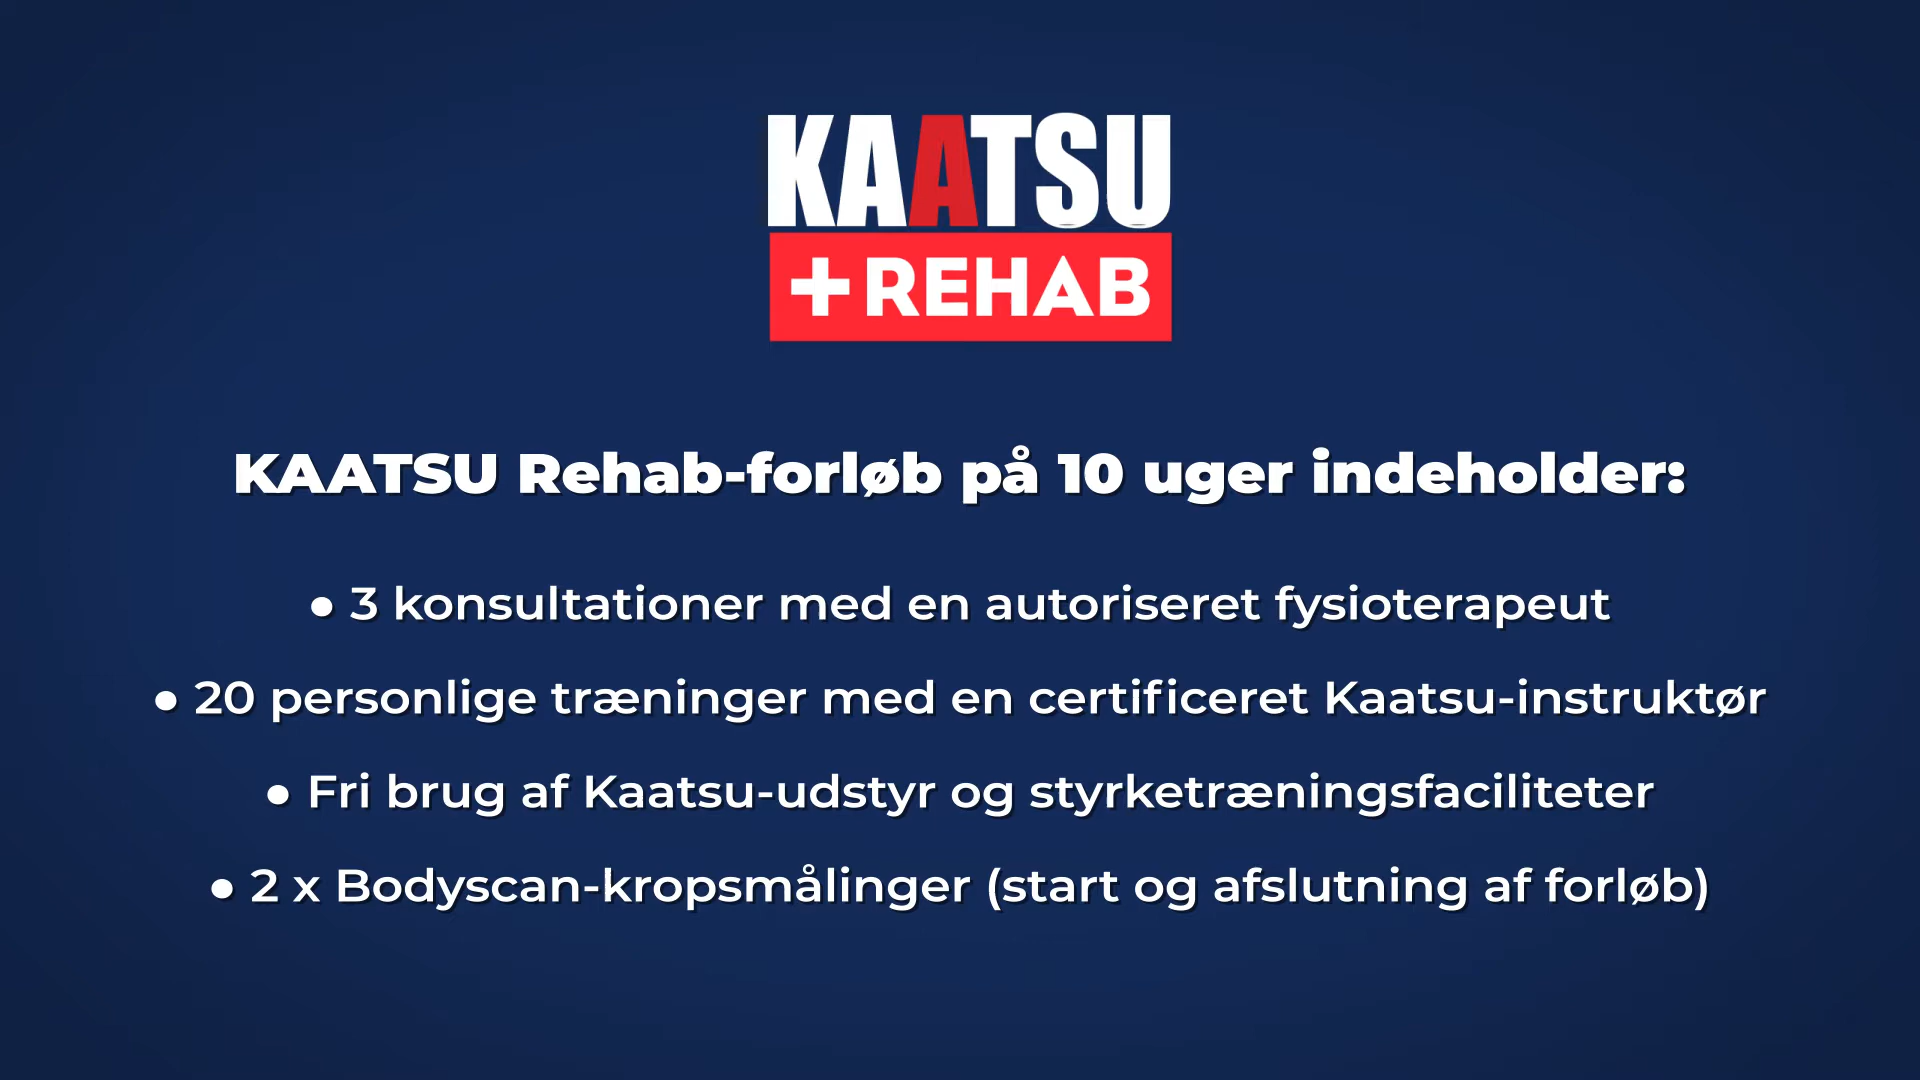 KAATSU
+REHAB
KAATSU Rehab-forløb på 10 uger indeholder:
● 3 konsultationer med en autoriseret fysioterapeut
● 20 personlige træninger med en certificeret Kaatsu-instruktør
● Fri brug af Kaatsu-udstyr og styrketræningsfaciliteter
● 2 x Bodyscan-kropsmålinger (start og afslutning af forløb)